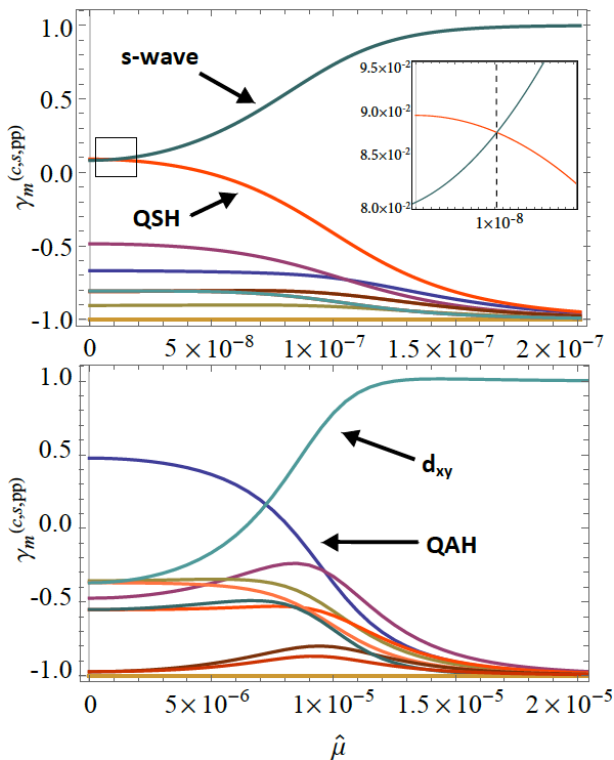 1.0
s-wave
9.5×10⁻²
0.5
9.0×10⁻²
8.5×10⁻²
0.0
8.0×10⁻²
1×10⁻⁸
QSH
γₘ⁽ᶜ,ˢ,ᵖᵖ⁾
-0.5
-1.0
0 5×10⁻⁸ 1×10⁻⁷ 1.5×10⁻⁷ 2×10⁻⁷
1.0
0.5
d_xy
γₘ⁽ᶜ,ˢ,ᵖᵖ⁾
0.0
QAH
-0.5
-1.0
0 5×10⁻⁶ 1×10⁻⁵ 1.5×10⁻⁵ 2×10⁻⁵
μ̂